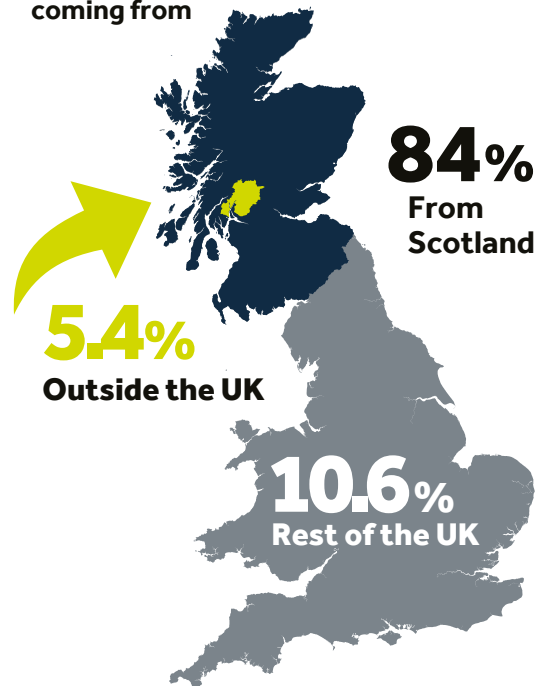 coming from
84%
From
Scotland
5.4%
Outside the UK
10.6%
Rest of the UK